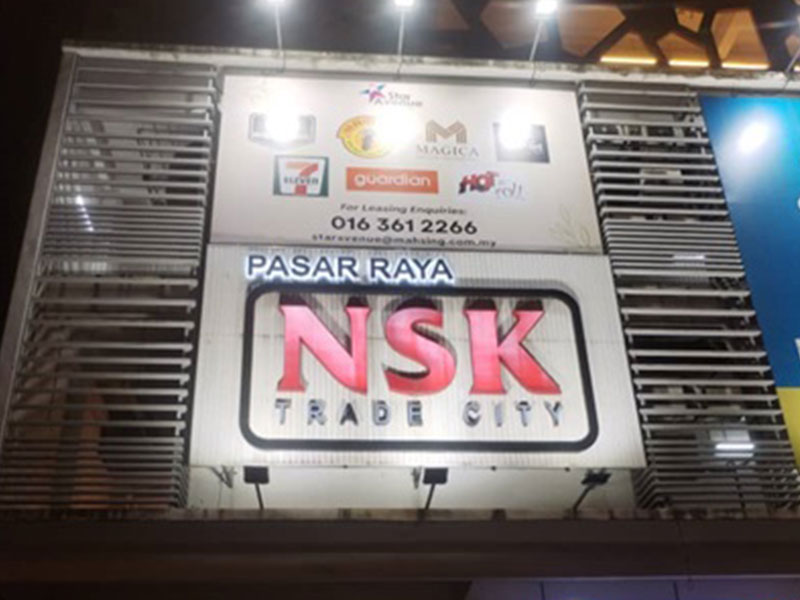 Star
Avenue
MAGICA
7
ELEVEN
guardian
HOT
roll
For Leasing Enquiries:
016 361 2266
staravenue@mahsing.com.my
PASAR RAYA
NSK
TRADE CITY